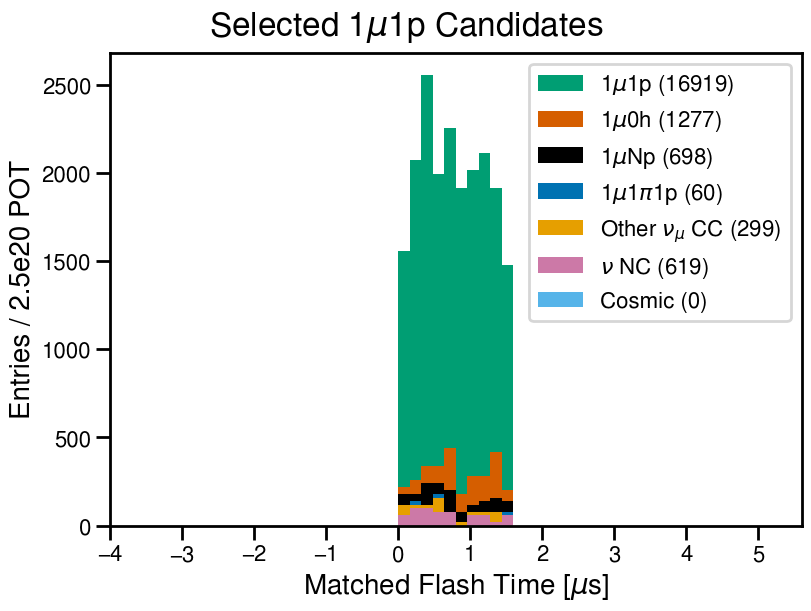 Selected 1μ1p Candidates
Entries / 2.5e20 POT
2500
2000
1500
1000
500
0
1μ1p (16919)
1μ0h (1277)
1μNp (698)
1μ1π1p (60)
Other νμ CC (299)
ν NC (619)
Cosmic (0)
−4 −3 −2 −1 0 1 2 3 4 5
Matched Flash Time [μs]